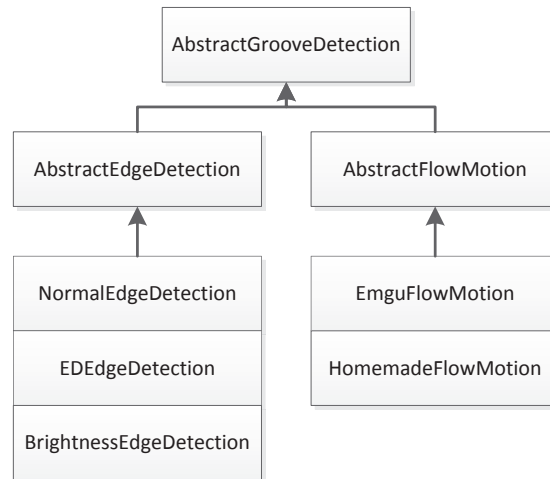 AbstractGrooveDetection
AbstractEdgeDetection
AbstractFlowMotion
NormalEdgeDetection
EDEdgeDetection
BrightnessEdgeDetection
EmguFlowMotion
HomemadeFlowMotion